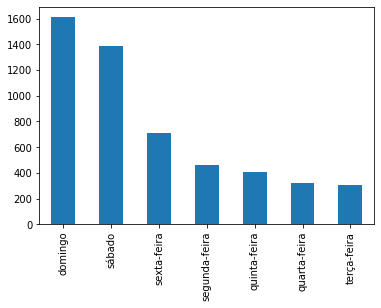 1600
1400
1200
1000
800
600
400
200
0
domingo
sábado
sexta-feira
segunda-feira
quinta-feira
quarta-feira
terça-feira